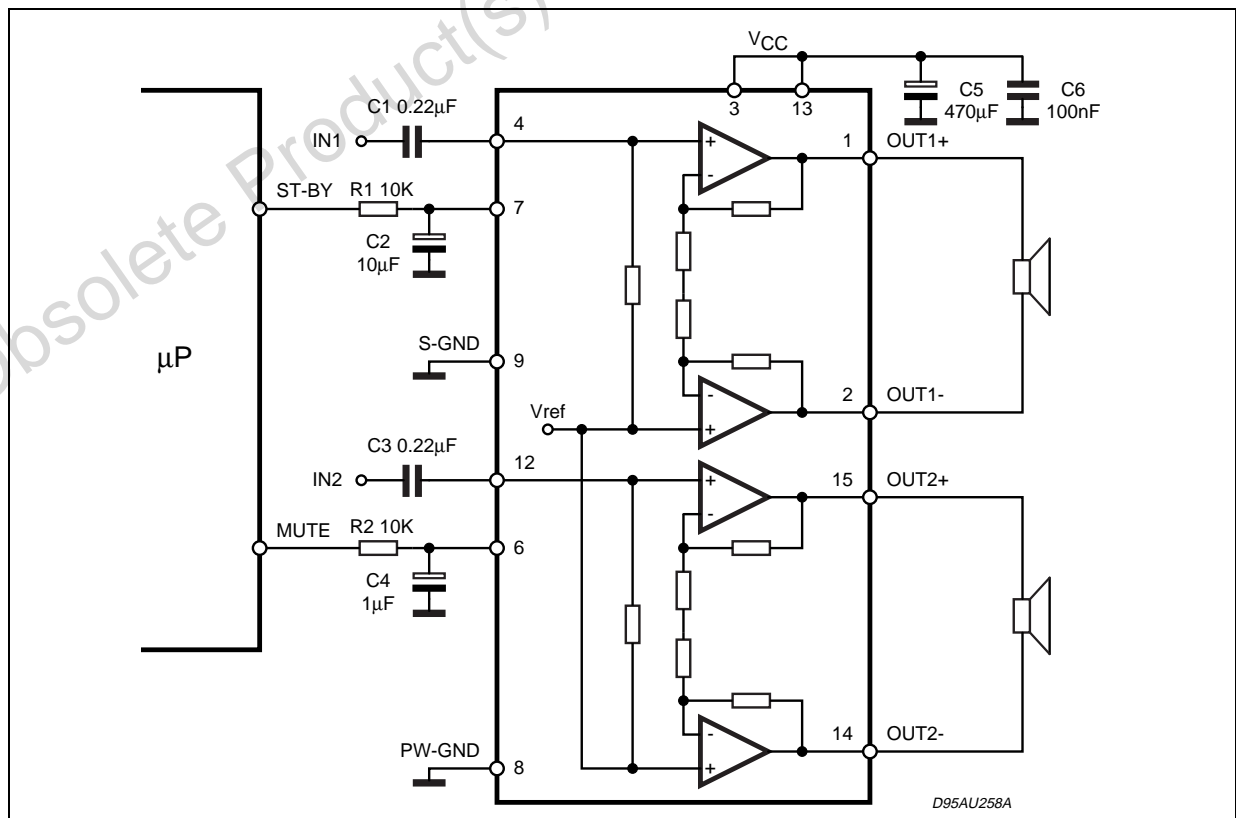 Obsolete Product(s)
VCC
3
13
C5
470µF
C6
100nF
C1 0.22µF
IN1
4
1
OUT1+
ST-BY
R1 10K
7
C2
10µF
+
-
S-GND
9
µP
Vref
-
+
2
OUT1-
C3 0.22µF
IN2
12
+
-
15
OUT2+
MUTE
R2 10K
6
C4
1µF
PW-GND
8
-
+
14
OUT2-
D95AU258A